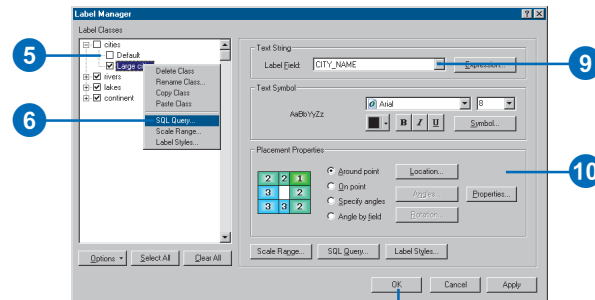 Label Manager
Label Classes
cities
Default
Large c
rivers
lakes
continent
Delete Class
Rename Class...
Copy Class
Paste Class
SQL Query...
Scale Range...
Label Styles...
Options
Select All
Clear All
Text String
Label Field:
CITY_NAME
Expression...
Text Symbol
AaBbYyZz
Arial
8
B I U
Symbol...
Placement Properties
2 2 1
3 2
3 3 2
Around point
On point
Specify angles
Angle by field
Location...
Angles...
Rotation...
Properties...
Scale Range...
SQL Query...
Label Styles...
OK
Cancel
Apply
5
6
9
10